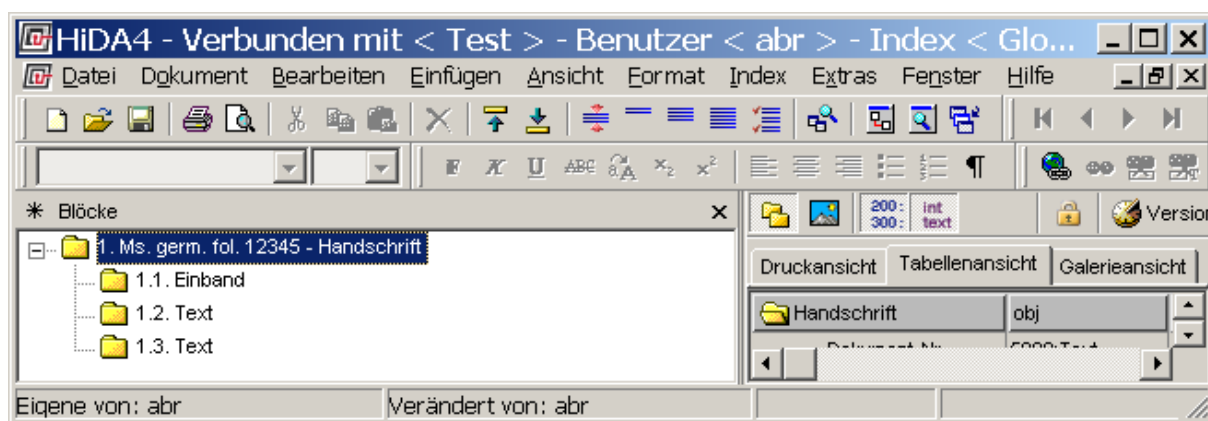 HiDA4 - Verbunden mit < Test > - Benutzer < abr > - Index < Glo...
Datei Dokument Bearbeiten Einfügen Ansicht Format Index Extras Fenster Hilfe
F K U ABC
Blöcke
200: int
300: text
Version
1. Ms. germ. fol. 12345 - Handschrift
1.1. Einband
1.2. Text
1.3. Text
Druckansicht Tabellenansicht Galerieansicht
Handschrift obj
Eigene von: abr Verändert von: abr